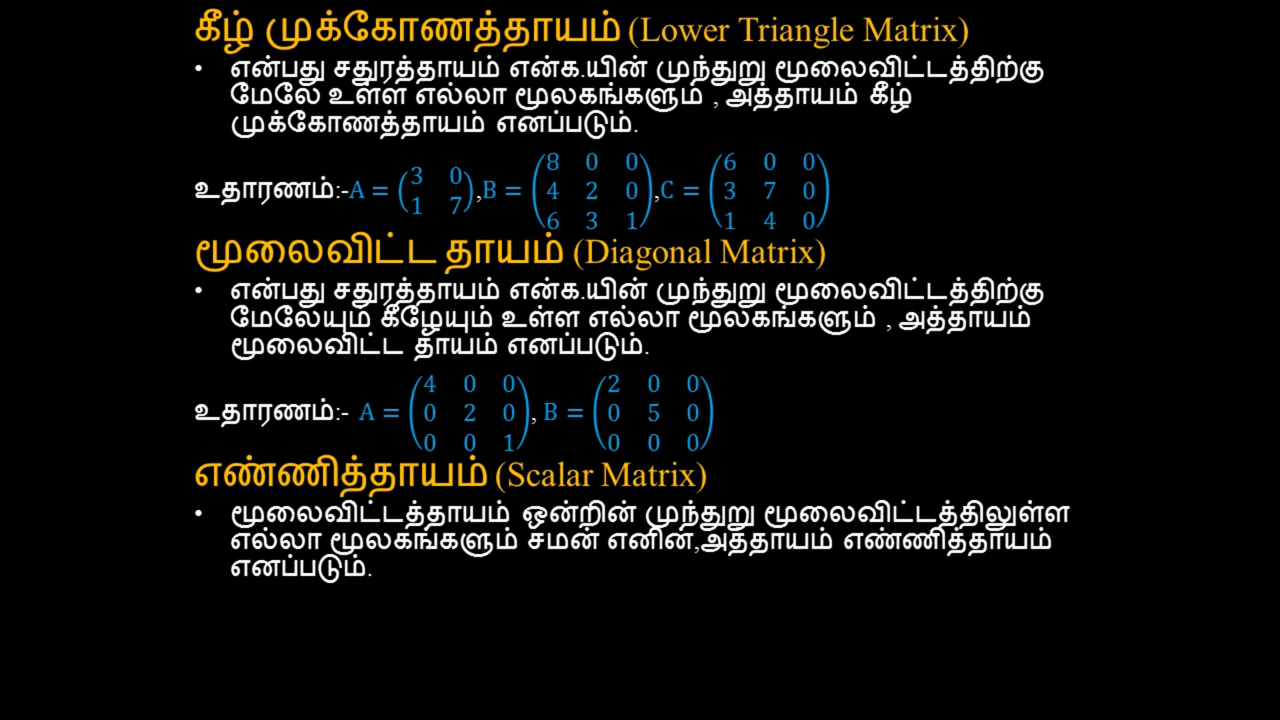 கீழ் முக்கோணத்தாயம் (Lower Triangle Matrix)
• என்பது சதுரத்தாயம் என்க.யின் முந்துறு மூலைவிட்டத்திற்கு
மேலே உள்ள எல்லா மூலகங்களும் , அத்தாயம் கீழ்
முக்கோணத்தாயம் எனப்படும்.
உதாரணம்:-A = (3 0
1 7),B = (8 0 0
4 2 0
6 3 1),C = (6 0 0
3 7 0
1 4 0)
மூலைவிட்ட தாயம் (Diagonal Matrix)
• என்பது சதுரத்தாயம் என்க.யின் முந்துறு மூலைவிட்டத்திற்கு
மேலேயும் கீழேயும் உள்ள எல்லா மூலகங்களும் , அத்தாயம்
மூலைவிட்ட தாயம் எனப்படும்.
உதாரணம்:- A = (4 0 0
0 2 0
0 0 1), B = (2 0 0
0 5 0
0 0 0)
எண்ணித்தாயம் (Scalar Matrix)
• மூலைவிட்டத்தாயம் ஒன்றின் முந்துறு மூலைவிட்டத்திலுள்ள
எல்லா மூலகங்களும் சமன் எனின்,அத்தாயம் எண்ணித்தாயம்
எனப்படும்.